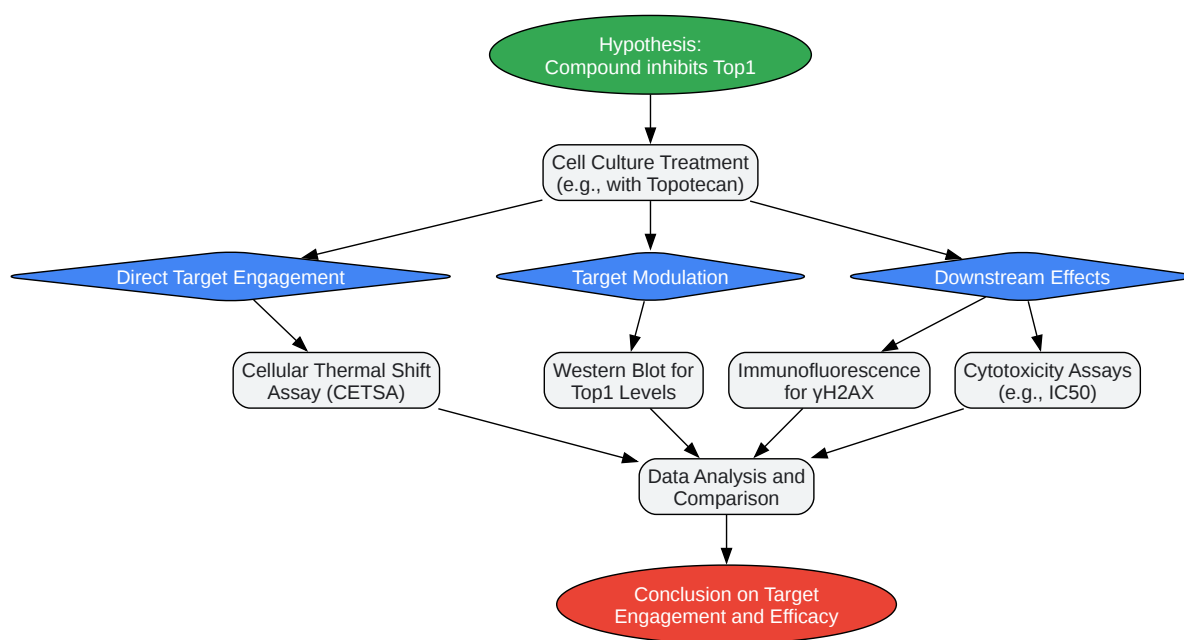 Hypothesis:
Compound inhibits Top1
Cell Culture Treatment
(e.g., with Topotecan)
Direct Target Engagement
Target Modulation
Downstream Effects
Cellular Thermal Shift
Assay (CETSA)
Western Blot for
Top1 Levels
Immunofluorescence
for γH2AX
Cytotoxicity Assays
(e.g., IC50)
Data Analysis and
Comparison
Conclusion on Target
Engagement and Efficacy